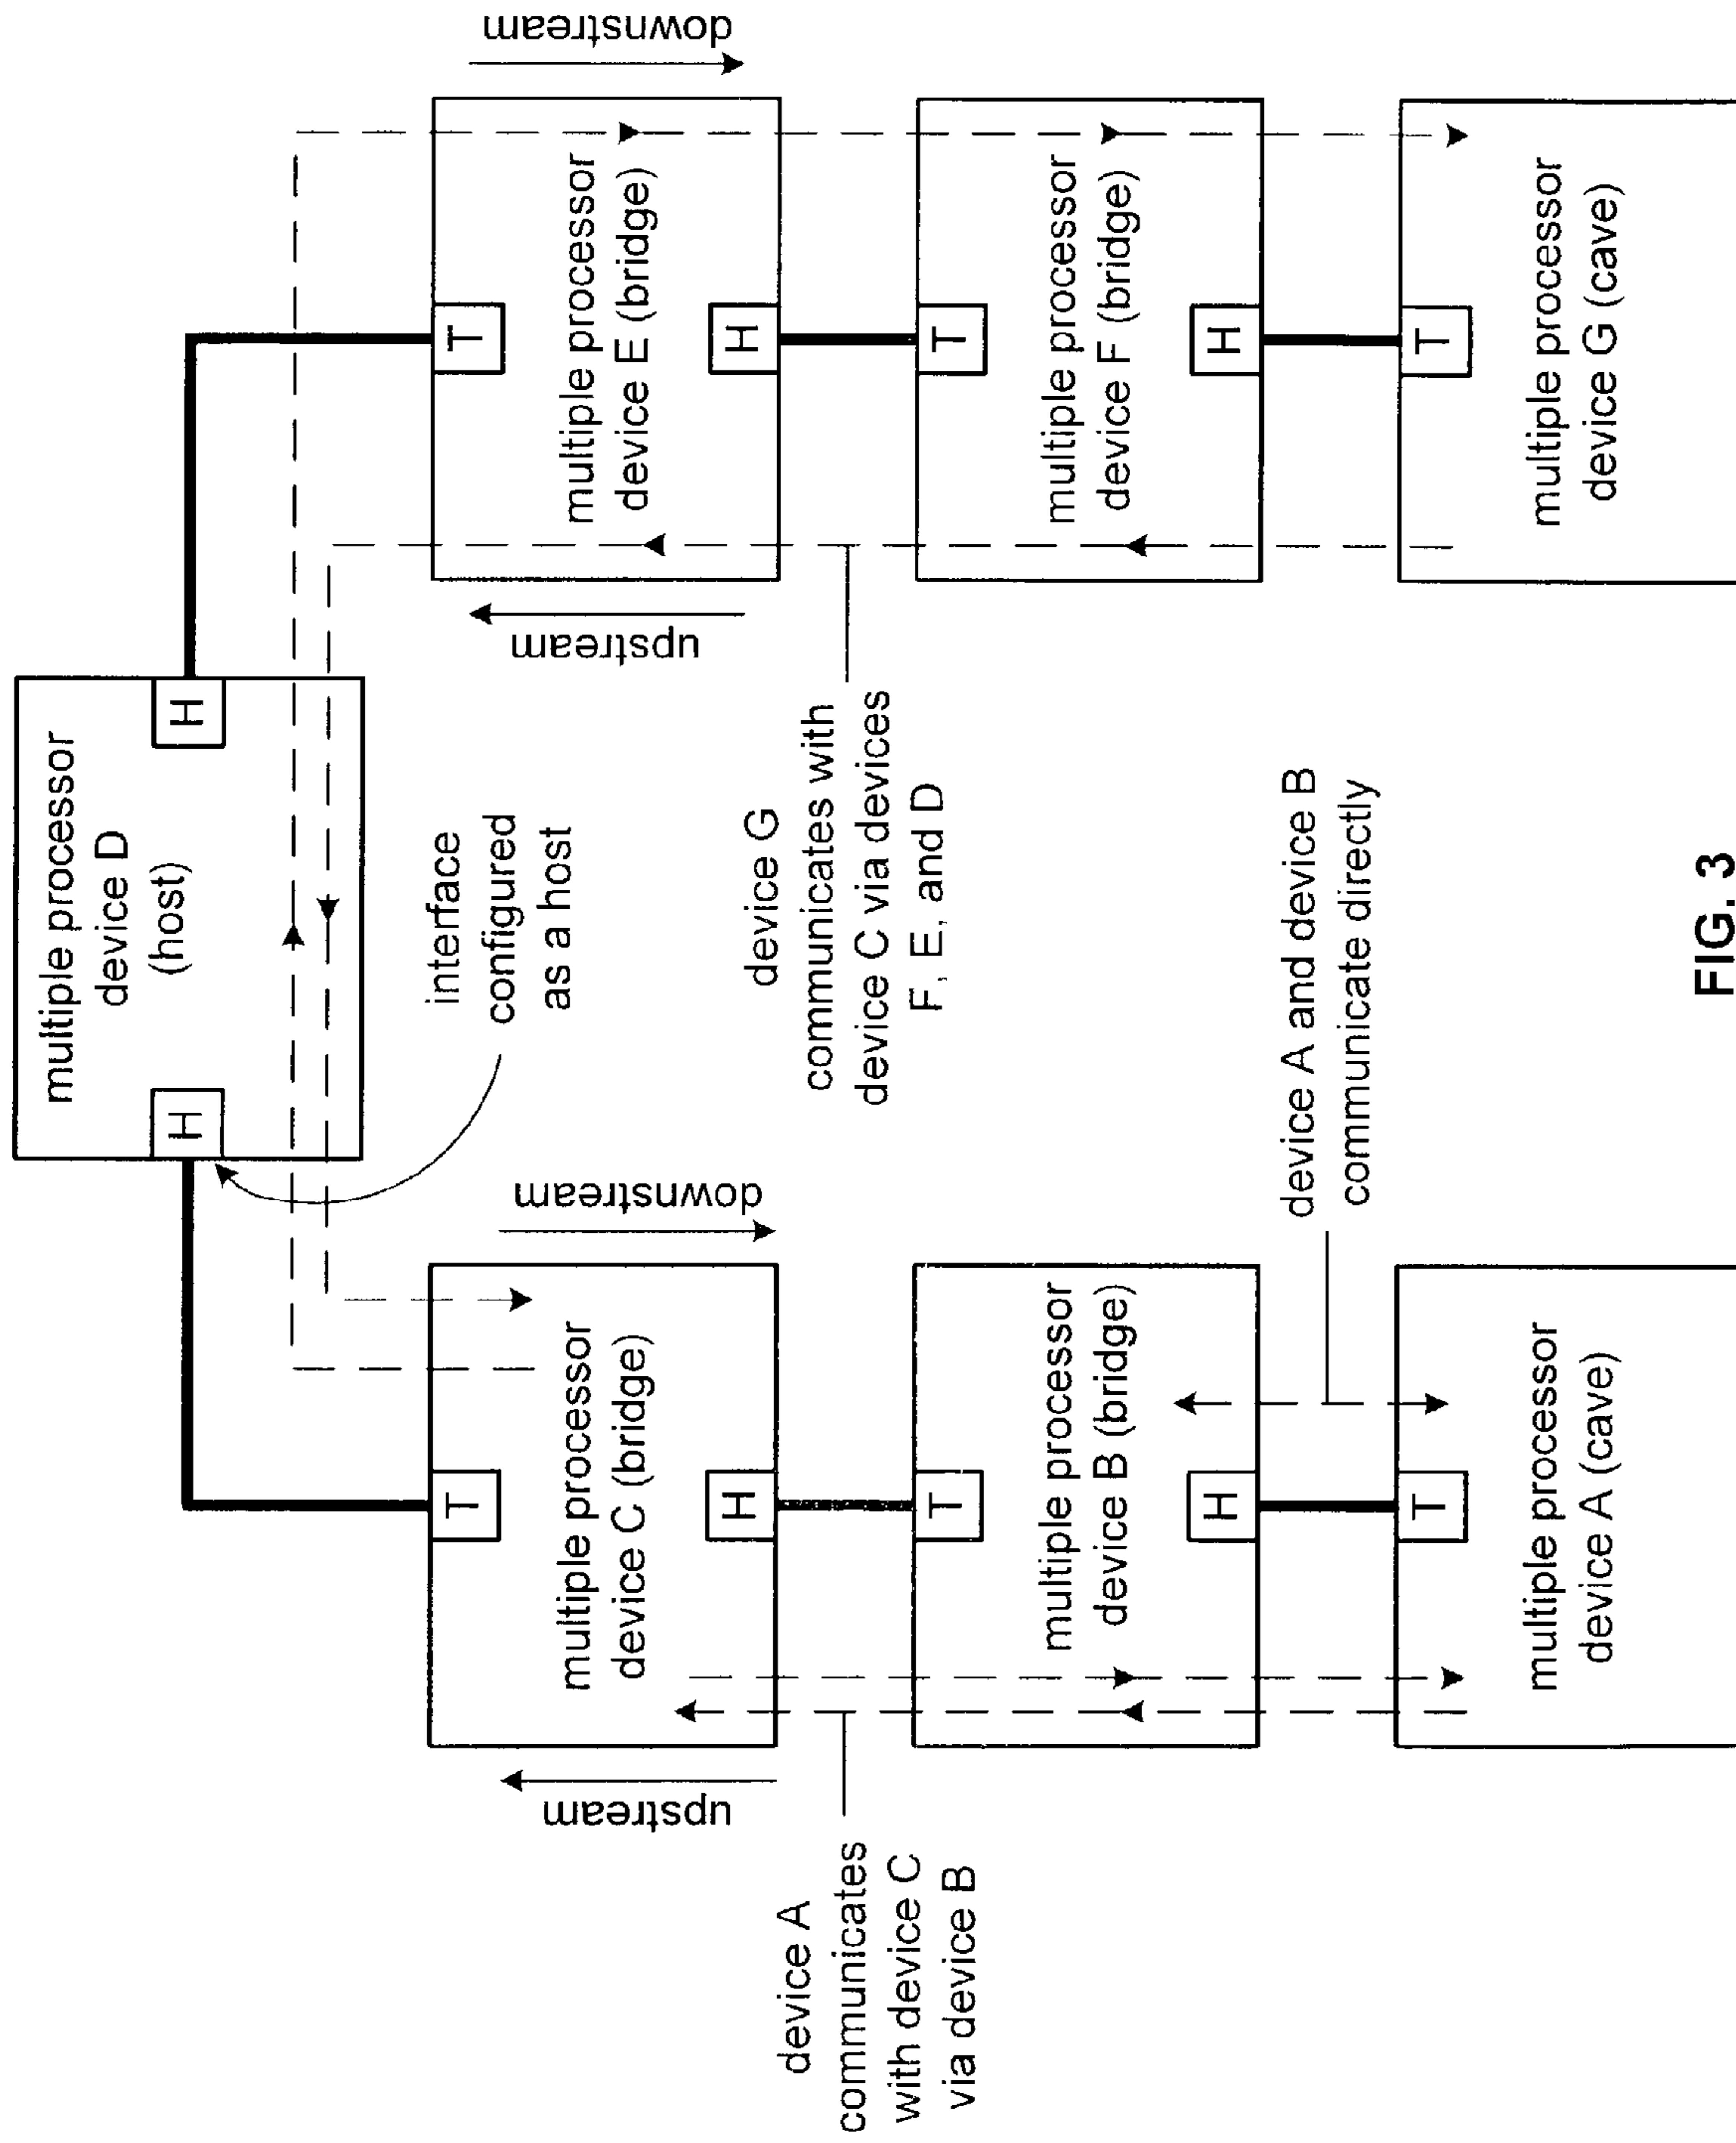 multiple processor
device D
(host)
H
H
interface
configured
as a host
downstream
upstream
T
multiple processor
device C (bridge)
H
T
multiple processor
device B (bridge)
H
T
multiple processor
device A (cave)
device A
communicates
with device C
via device B
device A and device B
communicate directly
device G
communicates with
device C via devices
F, E, and D
upstream
downstream
T
multiple processor
device E (bridge)
H
T
multiple processor
device F (bridge)
H
T
multiple processor
device G (cave)
FIG. 3